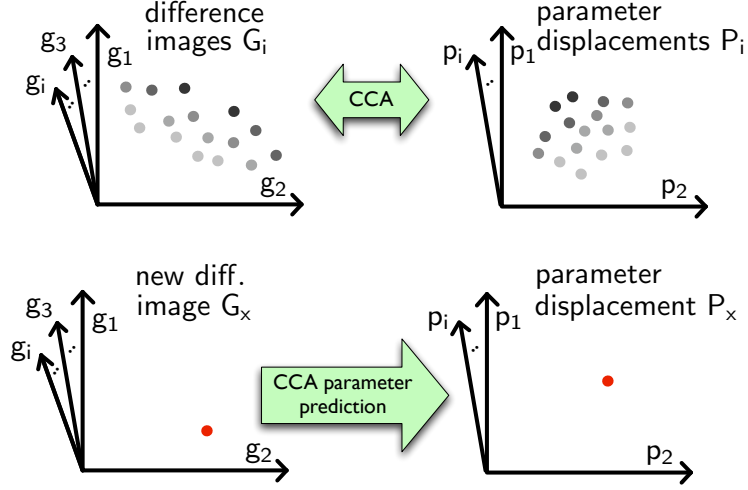 difference
images Gᵢ
g₃
g₁
gᵢ
g₂
CCA
parameter
displacements Pᵢ
pᵢ
p₁
p₂
new diff.
image Gₓ
g₃
g₁
gᵢ
g₂
CCA parameter
prediction
parameter
displacement Pₓ
pᵢ
p₁
p₂